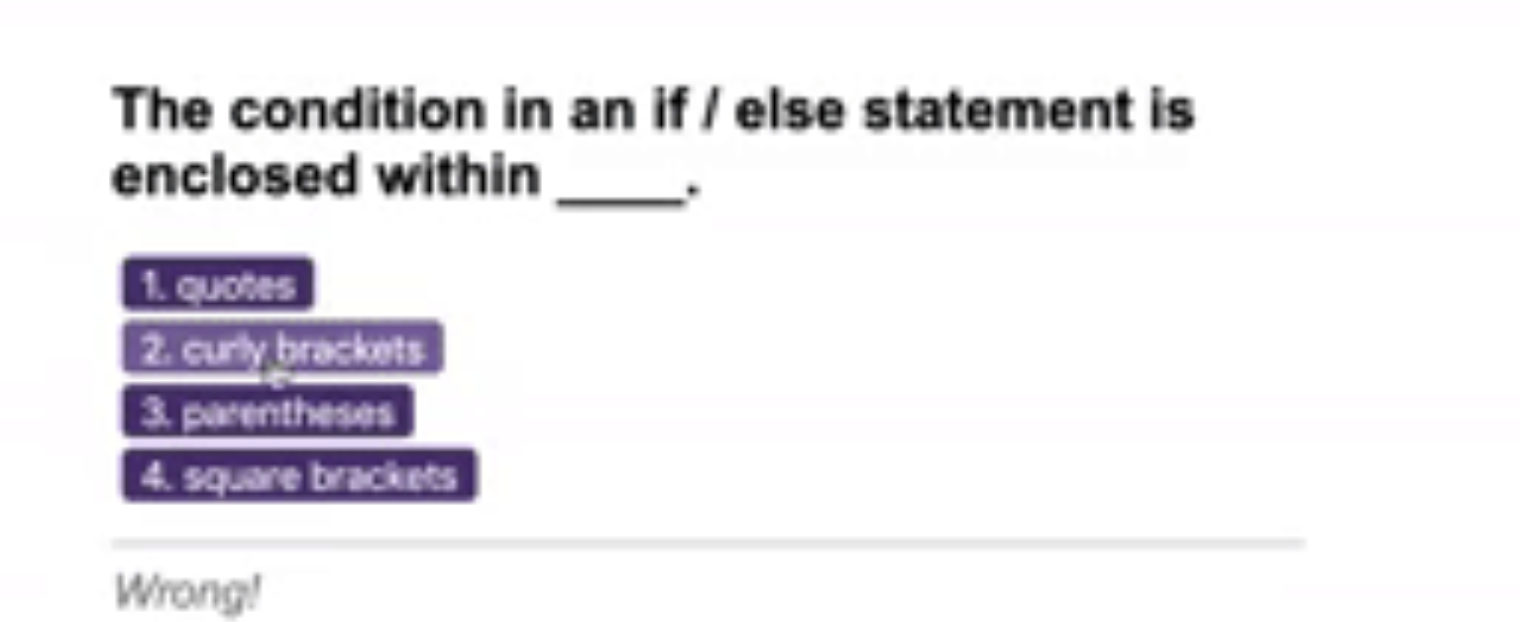 The condition in an if / else statement is
enclosed within ____.
1. quotes
2. curly brackets
3. parentheses
4. square brackets
Wrong!